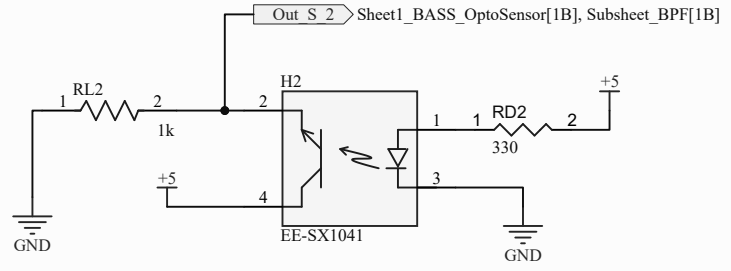 Out_S_2 Sheet1_BASS_OptoSensor[1B], Subsheet_BPF[1B]
H2
+5
RL2
RD2
1 2 2 1 1 2
1k
330
+5
4 3
GND
EE-SX1041
GND